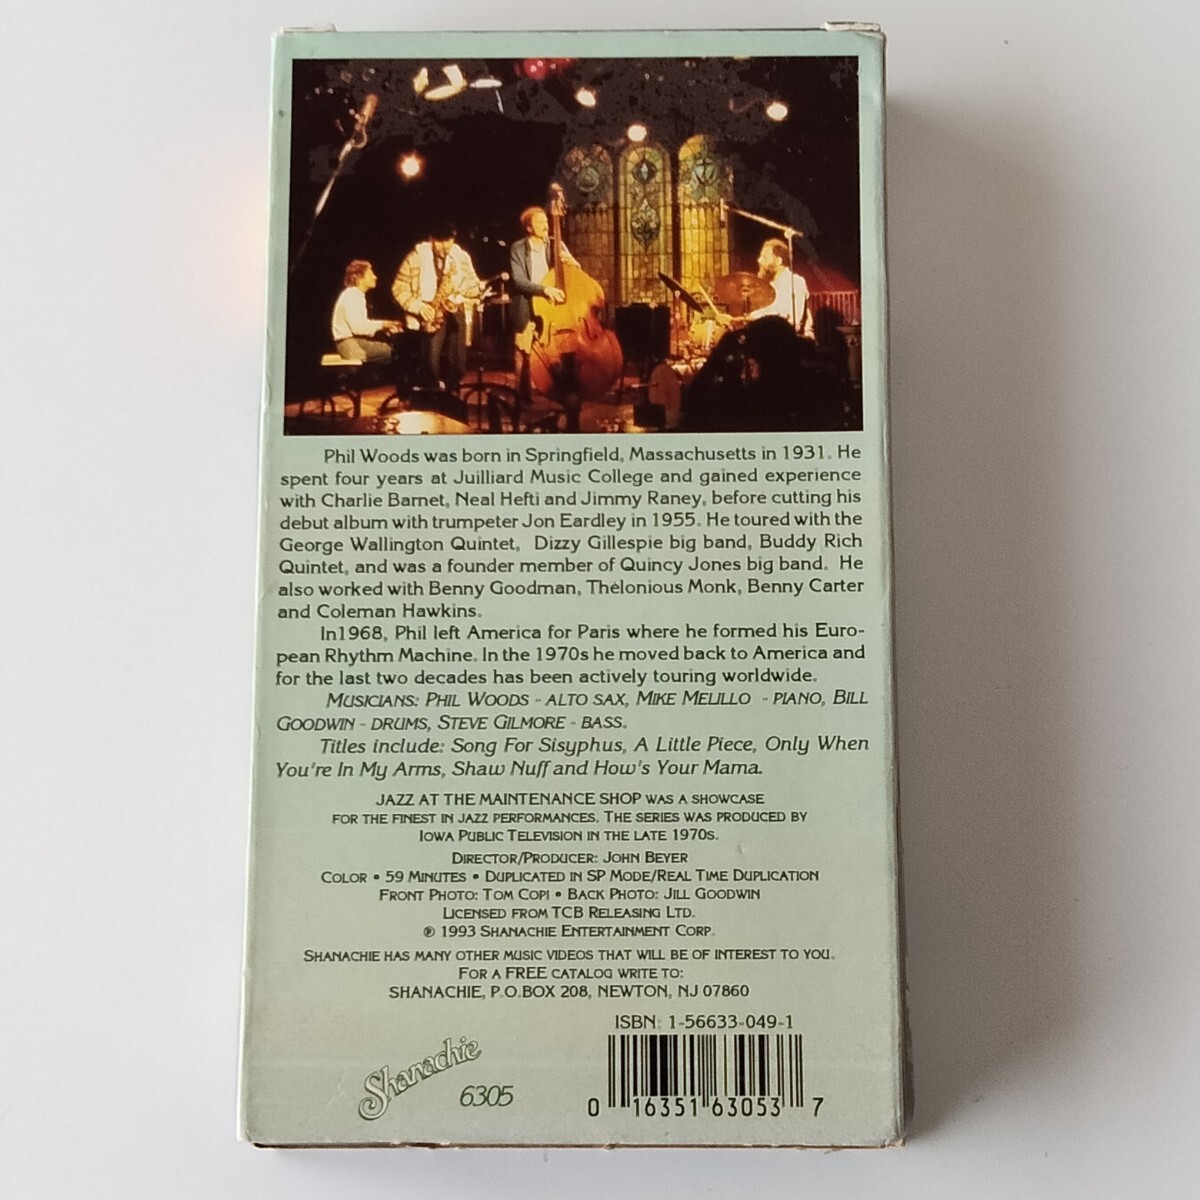 Phil Woods was born in Springfield, Massachusetts in 1931. He
spent four years at Juilliard Music College and gained experience
with Charlie Barnet, Neal Hefti and Jimmy Raney, before cutting his
debut album with trumpeter Jon Eardley in 1955. He toured with the
George Wallington Quintet, Dizzy Gillespie big band, Buddy Rich
Quintet, and was a founder member of Quincy Jones big band. He
also worked with Benny Goodman, Thelonious Monk, Benny Carter
and Coleman Hawkins.
In1968, Phil left America for Paris where he formed his Euro-
pean Rhythm Machine. In the 1970s he moved back to America and
for the last two decades has been actively touring worldwide.
MUSICIANS: PHIL WOODS - ALTO SAX, MIKE MELILLO - PIANO, BILL
GOODWIN - DRUMS, STEVE GILMORE - BASS.
Titles include: Song For Sisyphus, A Little Piece, Only When
You're In My Arms, Shaw Nuff and How's Your Mama.
JAZZ AT THE MAINTENANCE SHOP WAS A SHOWCASE
FOR THE FINEST IN JAZZ PERFORMANCES. THE SERIES WAS PRODUCED BY
IOWA PUBLIC TELEVISION IN THE LATE 1970s.
DIRECTOR/PRODUCER: JOHN BEYER
COLOR • 59 MINUTES • DUPLICATED IN SP MODE/REAL TIME DUPLICATION
FRONT PHOTO: TOM COPI • BACK PHOTO: JILL GOODWIN
LICENSED FROM TCB RELEASING LTD.
℗ 1993 SHANACHIE ENTERTAINMENT CORP.
SHANACHIE HAS MANY OTHER MUSIC VIDEOS THAT WILL BE OF INTEREST TO YOU.
FOR A FREE CATALOG WRITE TO:
SHANACHIE, P.O.BOX 208, NEWTON, NJ 07860
ISBN: 1-56633-049-1
Shanachie
6305
0 16351 63053 7